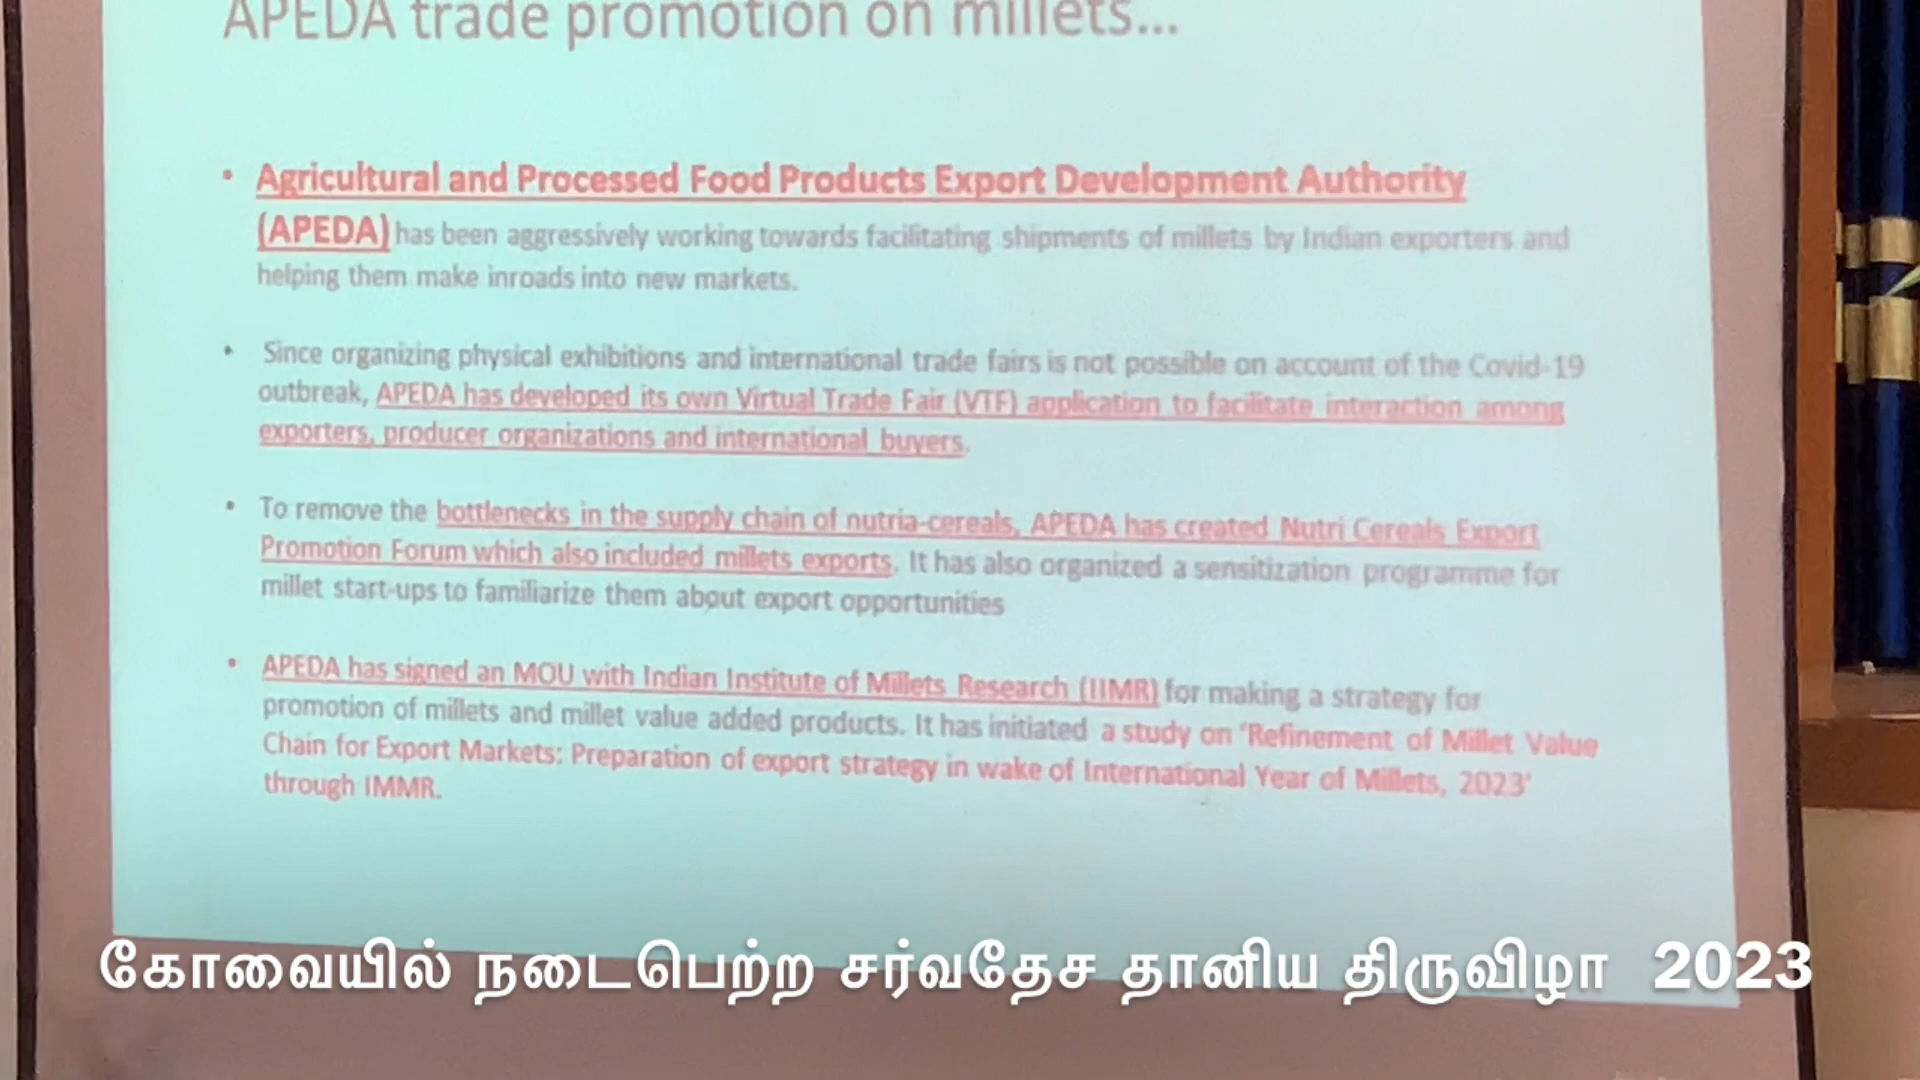 APEDA trade promotion on millets...
• Agricultural and Processed Food Products Export Development Authority
(APEDA) has been aggressively working towards facilitating shipments of millets by Indian exporters and
helping them make inroads into new markets.
• Since organizing physical exhibitions and international trade fairs is not possible on account of the Covid-19
outbreak, APEDA has developed its own Virtual Trade Fair (VTF) application to facilitate interaction among
exporters, producer organizations and international buyers.
• To remove the bottlenecks in the supply chain of nutria-cereals, APEDA has created Nutri Cereals Export
Promotion Forum which also included millets exports. It has also organized a sensitization programme for
millet start-ups to familiarize them about export opportunities
• APEDA has signed an MOU with Indian Institute of Millets Research (IIMR) for making a strategy for
promotion of millets and millet value added products. It has initiated a study on ‘Refinement of Millet Value
Chain for Export Markets: Preparation of export strategy in wake of International Year of Millets, 2023’
through IMMR.
கோவையில் நடைபெற்ற சர்வதேச தானிய திருவிழா 2023